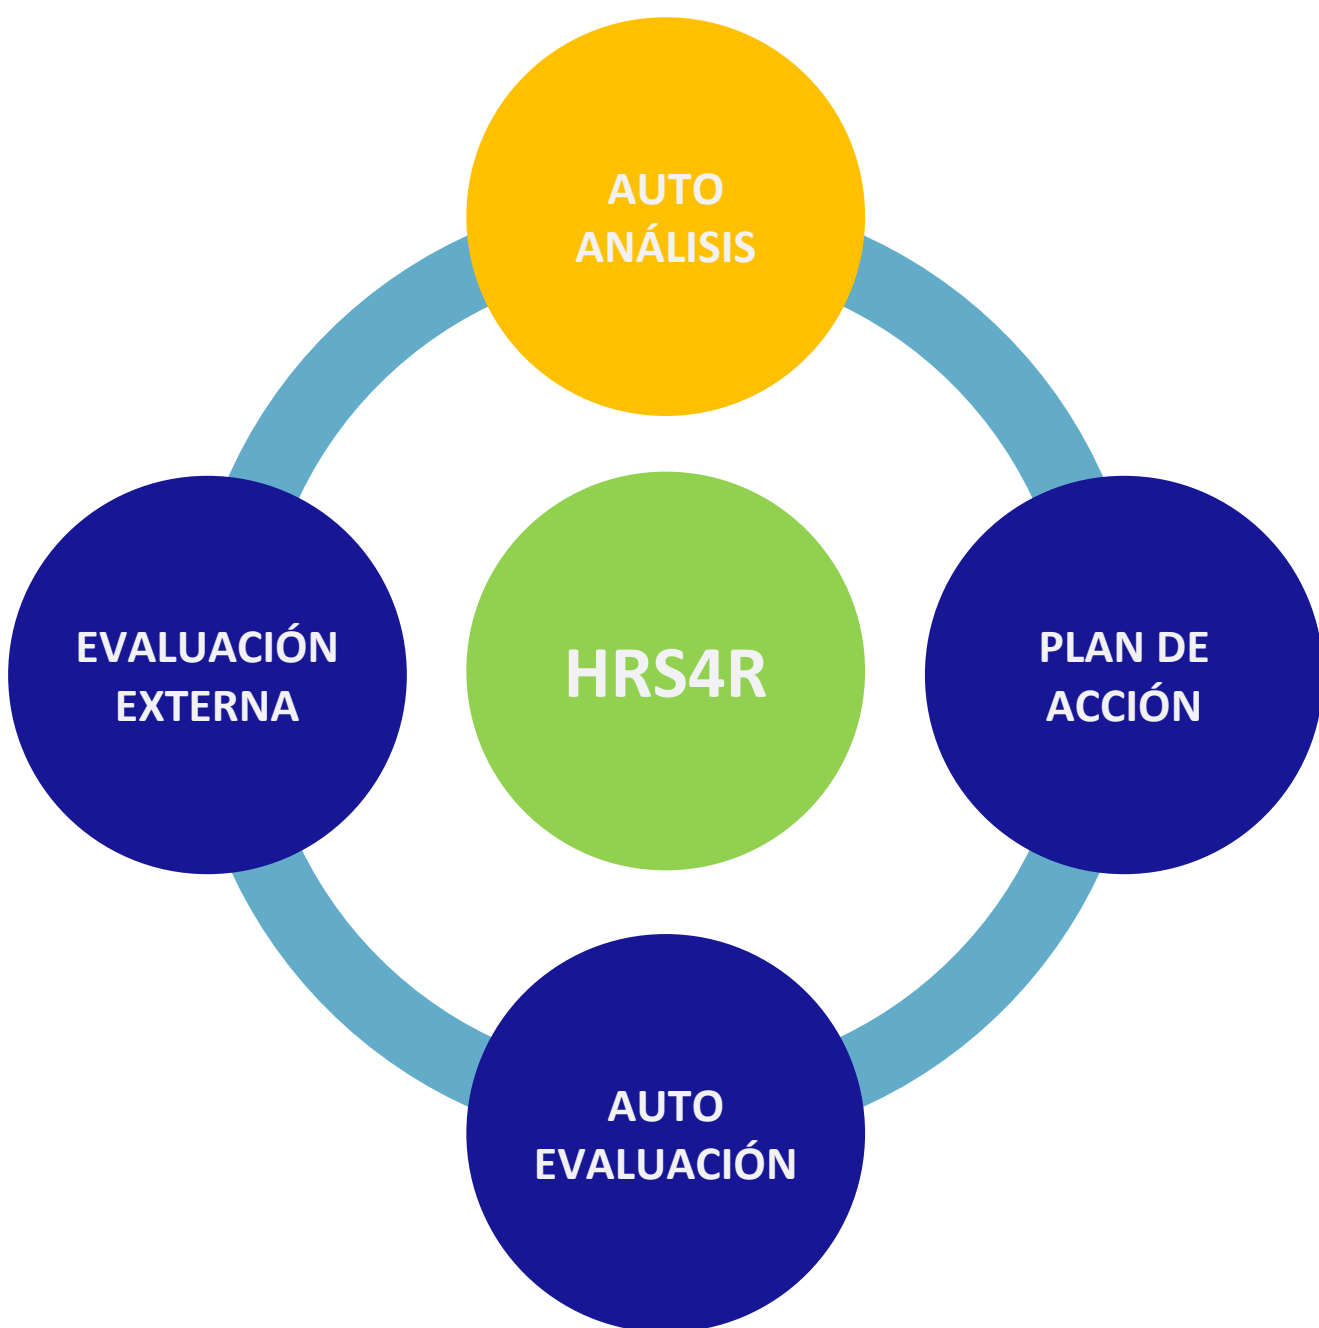 AUTO
ANÁLISIS
EVALUACIÓN
EXTERNA
HRS4R
PLAN DE
ACCIÓN
AUTO
EVALUACIÓN